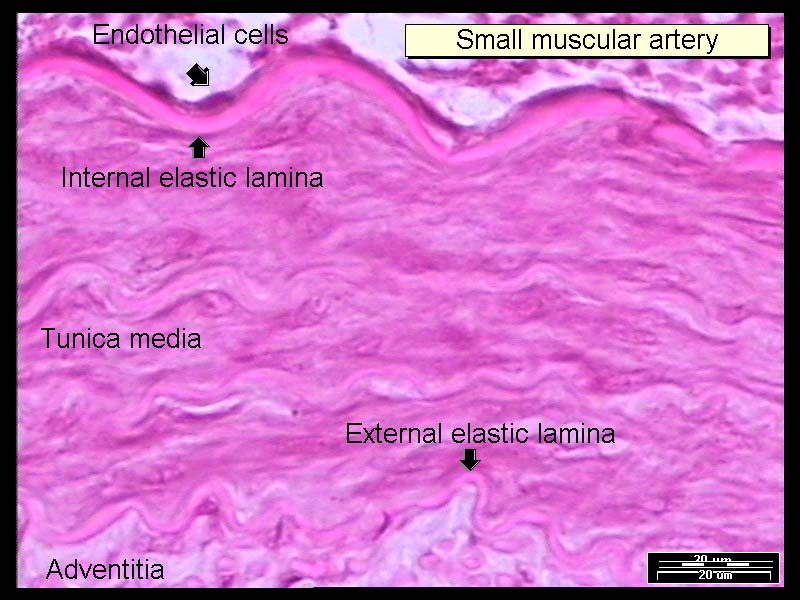 Endothelial cells
Small muscular artery
Internal elastic lamina
Tunica media
External elastic lamina
Adventitia
20 um
20 um